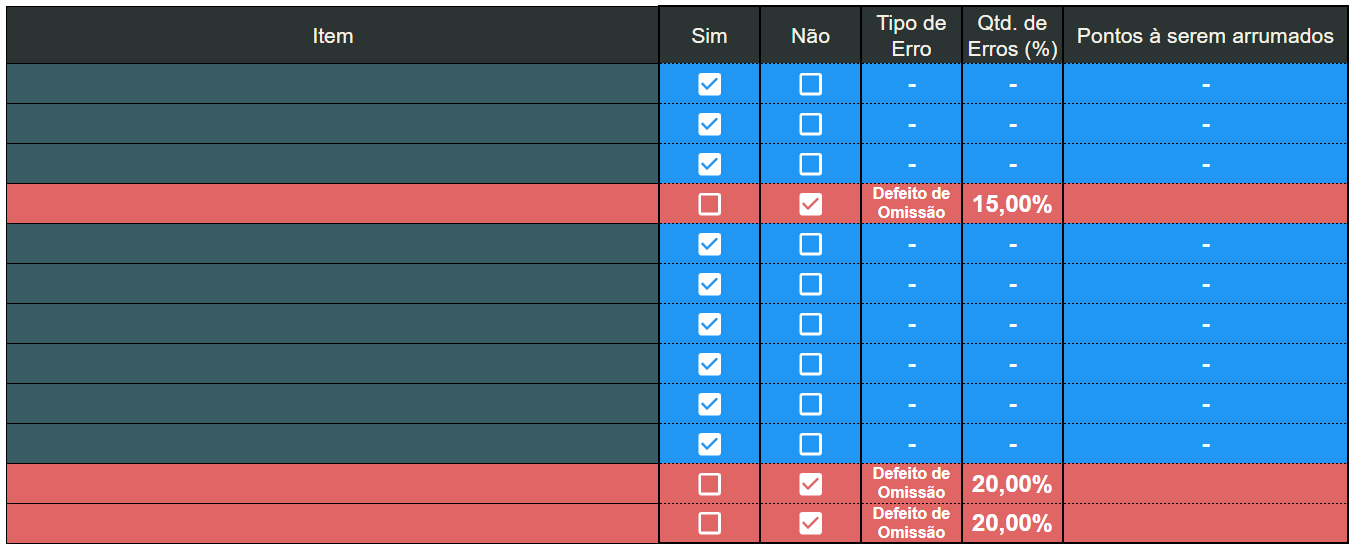 Item Sim Não Tipo de Erro Qtd. de Erros (%) Pontos à serem arrumados
- - -
- - -
- - -
Defeito de Omissão 15,00%
- - -
- - -
- - -
- - -
- - -
- - -
Defeito de Omissão 20,00%
Defeito de Omissão 20,00%